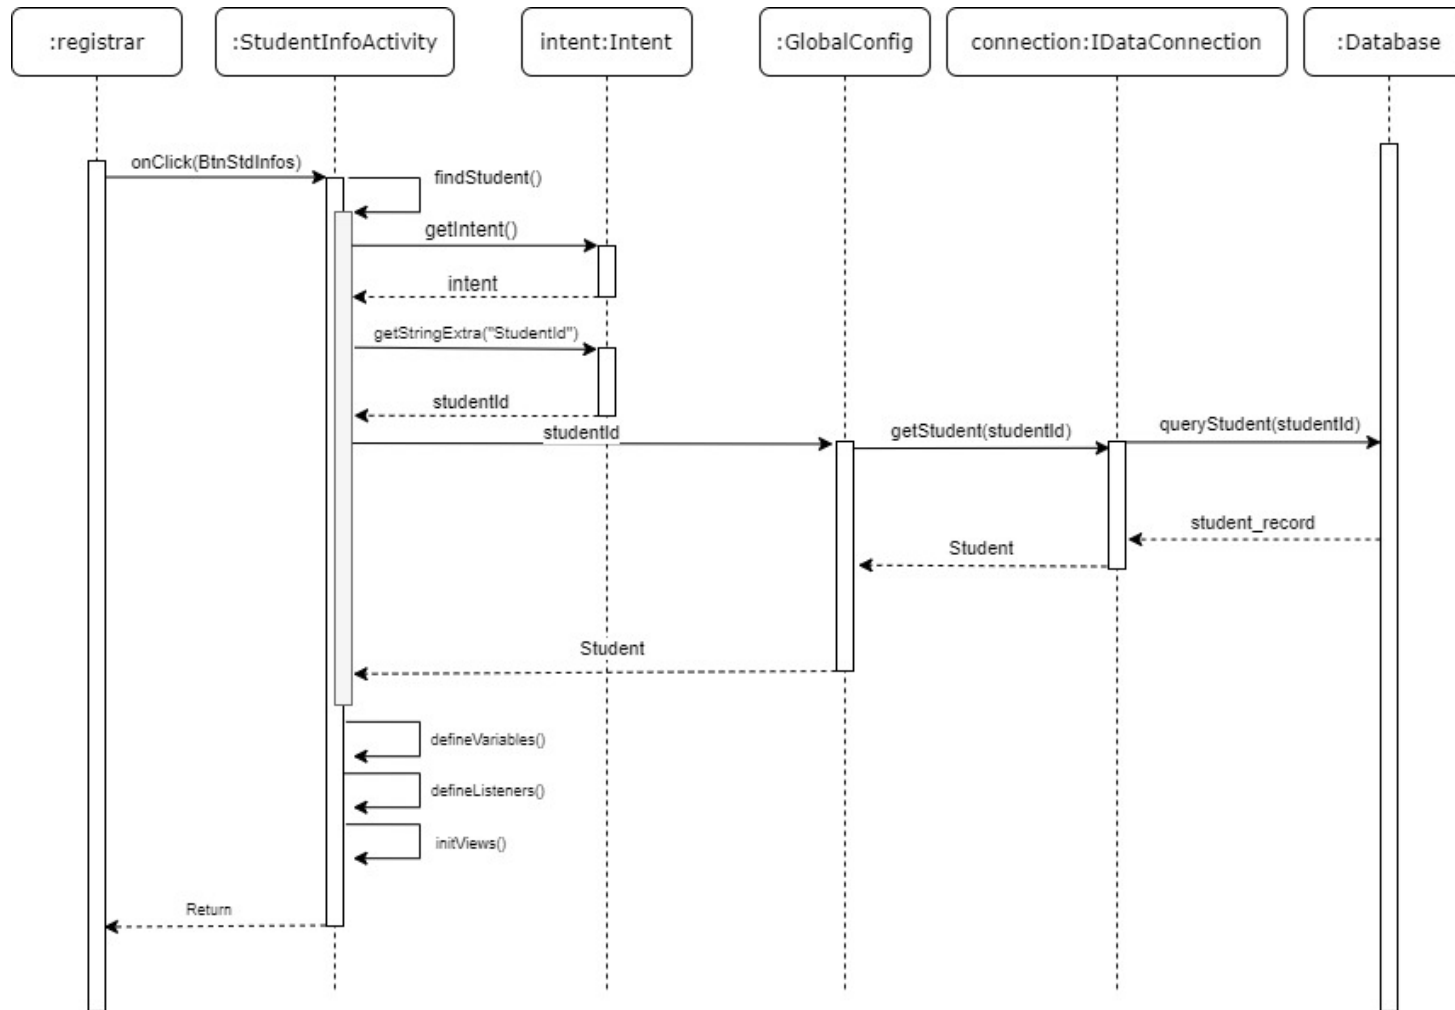 :registrar
:StudentInfoActivity
intent:Intent
:GlobalConfig
connection:IDataConnection
:Database
onClick(BtnStdInfos)
findStudent()
getIntent()
intent
getStringExtra("StudentId")
studentId
studentId
getStudent(studentId)
queryStudent(studentId)
student_record
Student
Student
defineVariables()
defineListeners()
initViews()
Return